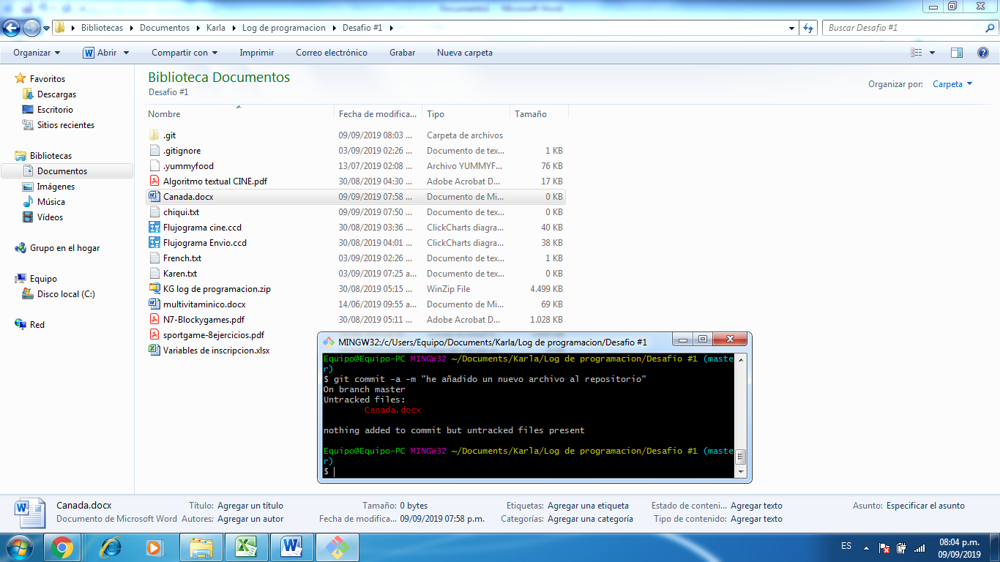 Bibliotecas Documentos Karla Log de programacion Desafio #1
Buscar Desafio #1
Organizar Abrir Compartir con Imprimir Correo electrónico Grabar Nueva carpeta
Favoritos
Descargas
Escritorio
Sitios recientes
Bibliotecas
Documentos
Imágenes
Música
Vídeos
Grupo en el hogar
Equipo
Disco local (C:)
Red
Biblioteca Documentos
Desafio #1
Organizar por: Carpeta
Nombre Fecha de modifica... Tipo Tamaño
.git 09/09/2019 08:03 ... Carpeta de archivos
.gitignore 03/09/2019 02:26 ... Documento de tex... 1 KB
.yummyfood 13/07/2019 02:08 ... Archivo YUMMYF... 76 KB
Algoritmo textual CINE.pdf 30/08/2019 04:30 ... Adobe Acrobat D... 17 KB
Canada.docx 09/09/2019 07:58 ... Documento de Mi... 0 KB
chiqui.txt 09/09/2019 07:50 ... Documento de tex... 0 KB
Flujograma cine.ccd 30/08/2019 03:36 ... ClickCharts diagra... 40 KB
Flujograma Envio.ccd 30/08/2019 04:01 ... ClickCharts diagra... 38 KB
French.txt 03/09/2019 02:26 ... Documento de tex... 1 KB
Karen.txt 03/09/2019 07:25 a... Documento de tex... 0 KB
KG log de programacion.zip 30/08/2019 05:15 ... WinZip File 4.499 KB
multivitaminico.docx 14/06/2019 09:55 a... Documento de Mi... 69 KB
N7-Blockygames.pdf 30/08/2019 05:11 ... Adobe Acrobat D... 1.028 KB
sportgame-8ejercicios.pdf
Variables de inscripcion.xlsx
MINGW32:/c/Users/Equipo/Documents/Karla/Log de programacion/Desafio #1
Equipo@Equipo-PC MINGW32 ~/Documents/Karla/Log de programacion/Desafio #1 (maste
r)
$ git commit -a -m "he añadido un nuevo archivo al repositorio"
On branch master
Untracked files:
Canada.docx
nothing added to commit but untracked files present
Equipo@Equipo-PC MINGW32 ~/Documents/Karla/Log de programacion/Desafio #1 (maste
r)
$
Canada.docx Título: Agregar un título Tamaño: 0 bytes Etiquetas: Agregar una etiqueta Estado de conteni... Agregar texto Asunto: Especificar el asunto
Documento de Microsoft Word Autores: Agregar un autor Fecha de modifica... 09/09/2019 07:58 p.m. Categorías: Agregar una categoría Tipo de contenido: Agregar texto
ES
08:04 p.m.
09/09/2019